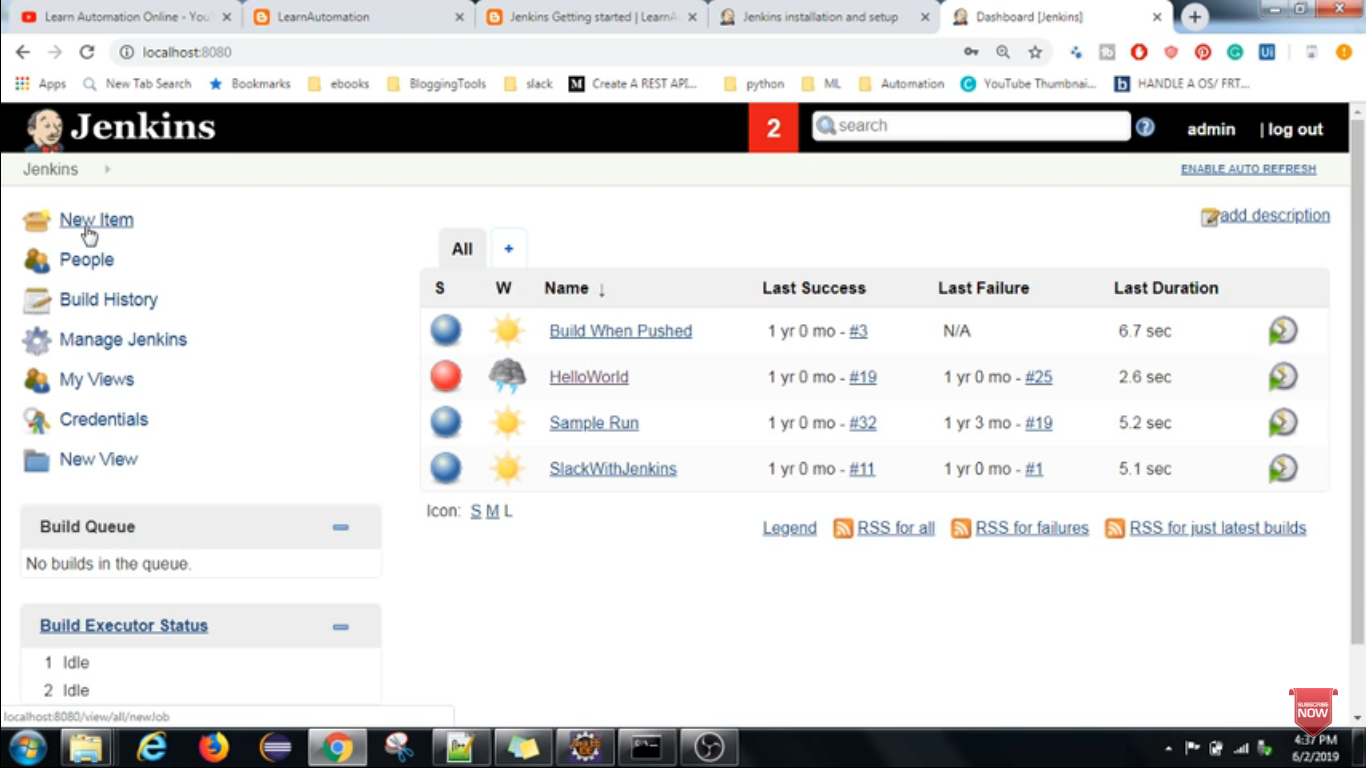 Learn Automation Online - You
LearnAutomation
Jenkins Getting started | LearnA
Jenkins installation and setup
Dashboard [Jenkins]
localhost:8080
Apps
New Tab Search
Bookmarks
ebooks
BloggingTools
slack
M
Create A REST API...
python
ML
Automation
YouTube Thumbnai...
HANDLE A OS/ FRT...
Jenkins
2
search
admin
| log out
Jenkins
ENABLE AUTO REFRESH
New Item
People
Build History
Manage Jenkins
My Views
Credentials
New View
add description
All +
S W Name ↓ Last Success Last Failure Last Duration
Build When Pushed 1 yr 0 mo - #3 N/A 6.7 sec
HelloWorld 1 yr 0 mo - #19 1 yr 0 mo - #25 2.6 sec
Sample Run 1 yr 0 mo - #32 1 yr 3 mo - #19 5.2 sec
SlackWithJenkins 1 yr 0 mo - #11 1 yr 0 mo - #1 5.1 sec
Icon: S M L
Legend RSS for all RSS for failures RSS for just latest builds
Build Queue
No builds in the queue.
Build Executor Status
1 Idle
2 Idle
localhost:8080/view/all/newJob
SUBSCRIBE
NOW
4:37 PM
6/2/2019